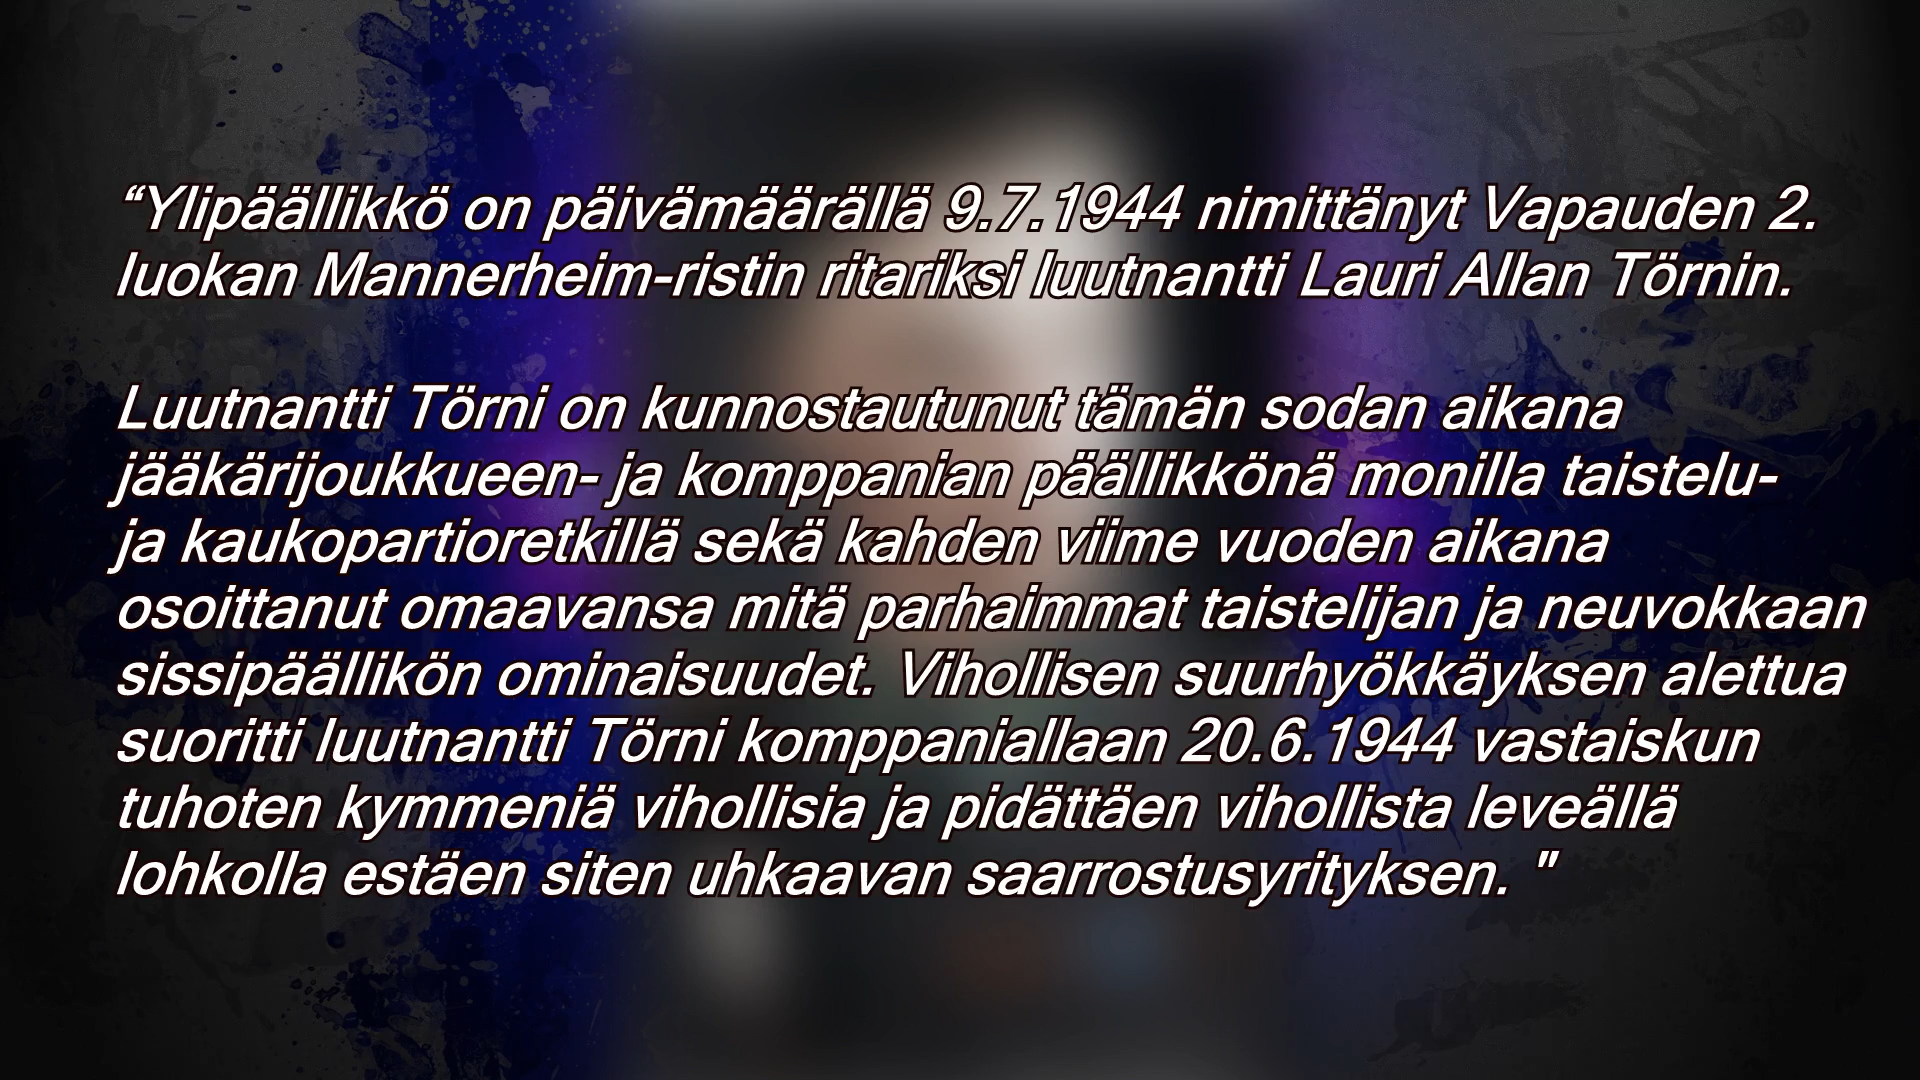 “Ylipäällikkö on päivämäärällä 9.7.1944 nimittänyt Vapauden 2.
luokan Mannerheim-ristin ritariksi luutnantti Lauri Allan Törnin.
Luutnantti Törni on kunnostautunut tämän sodan aikana
jääkärijoukkueen- ja komppanian päällikkönä monilla taistelu-
ja kaukopartioretkillä sekä kahden viime vuoden aikana
osoittanut omaavansa mitä parhaimmat taistelijan ja neuvokkaan
sissipäällikön ominaisuudet. Vihollisen suurhyökkäyksen alettua
suoritti luutnantti Törni komppaniallaan 20.6.1944 vastaiskun
tuhoten kymmeniä vihollisia ja pidättäen vihollista leveällä
lohkolla estäen siten uhkaavan saarrostusyrityksen. "